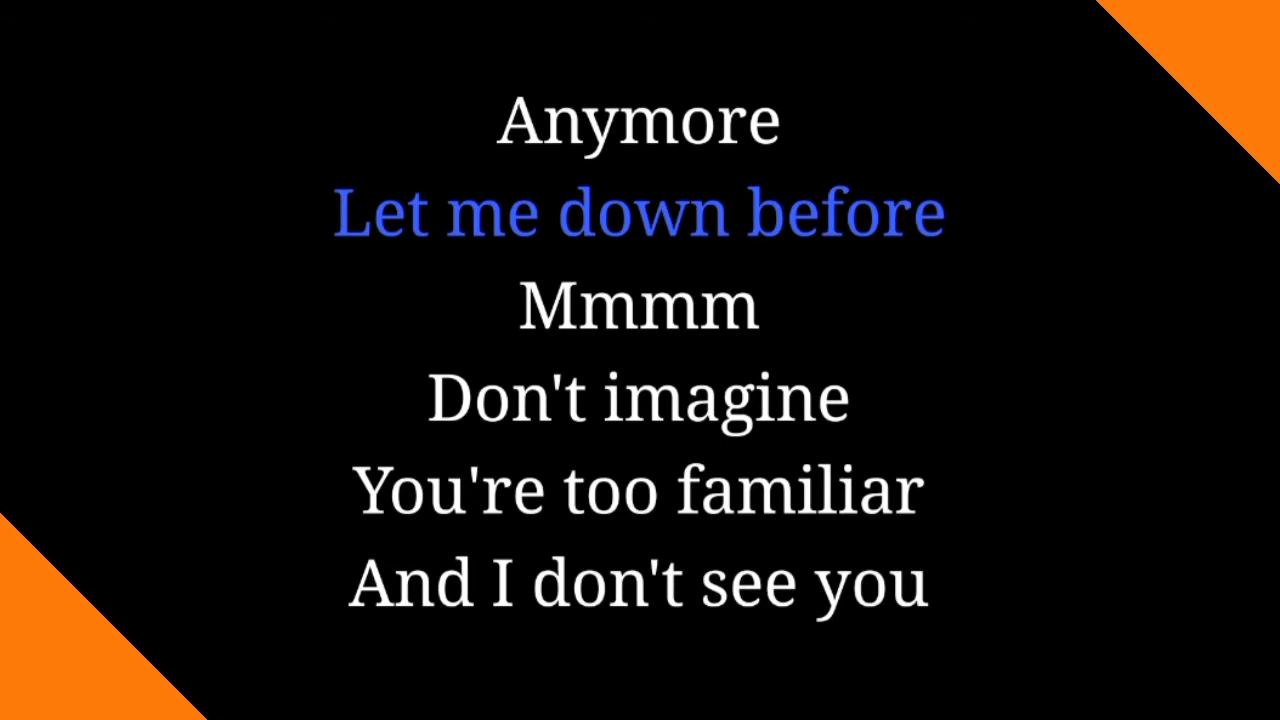 Anymore
Let me down before
Mmmm
Don't imagine
You're too familiar
And I don't see you